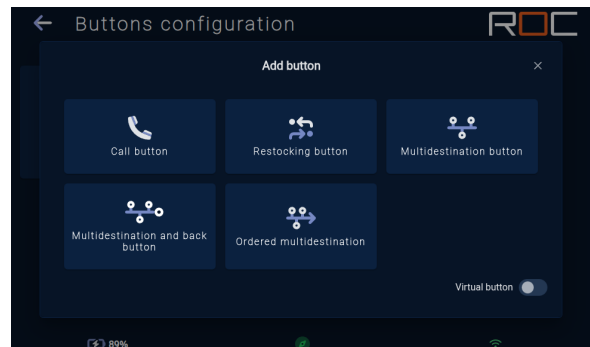 Buttons configuration
ROC
Add button
Call button
Restocking button
Multidestination button
Multidestination and back
button
Ordered multidestination
Virtual button
89%